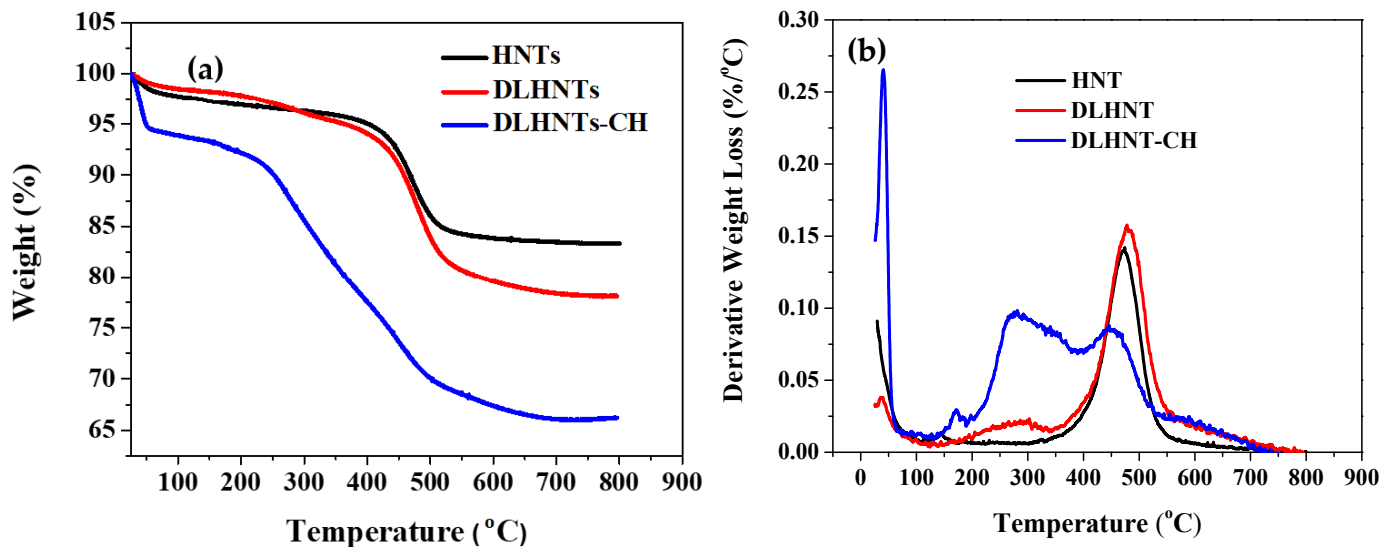 105
100
95
90
85
80
75
70
65
Weight (%)
(a)
HNTs
DLHNTs
DLHNTs-CH
100 200 300 400 500 600 700 800 900
Temperature (°C)
0.30
0.25
0.20
0.15
0.10
0.05
0.00
Derivative Weight Loss (%/°C)
(b)
HNT
DLHNT
DLHNT-CH
0 100 200 300 400 500 600 700 800 900
Temperature (°C)